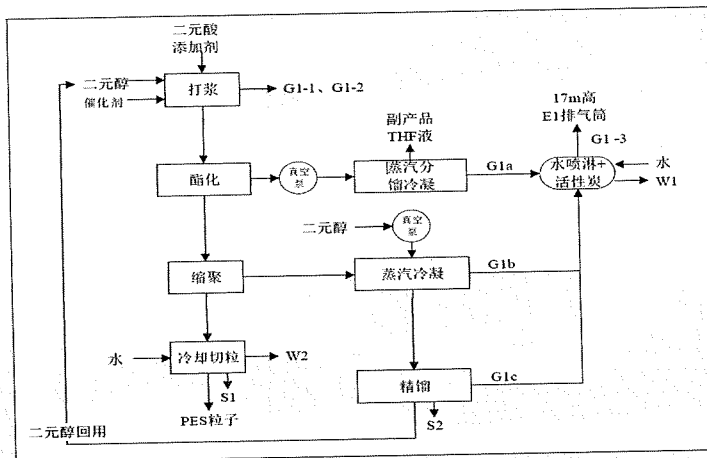 二元酸
添加剂
二元醇
催化剂
打浆
G1-1、G1-2
副产品
THF液
17m高
E1排气筒
G1-3
酯化
真空
泵
蒸汽分
馏冷凝
G1a
水喷淋+
活性炭
水
W1
二元醇
真空
泵
缩聚
蒸汽冷凝
G1b
水
冷却切粒
W2
S1
PES粒子
精馏
G1c
S2
二元醇回用